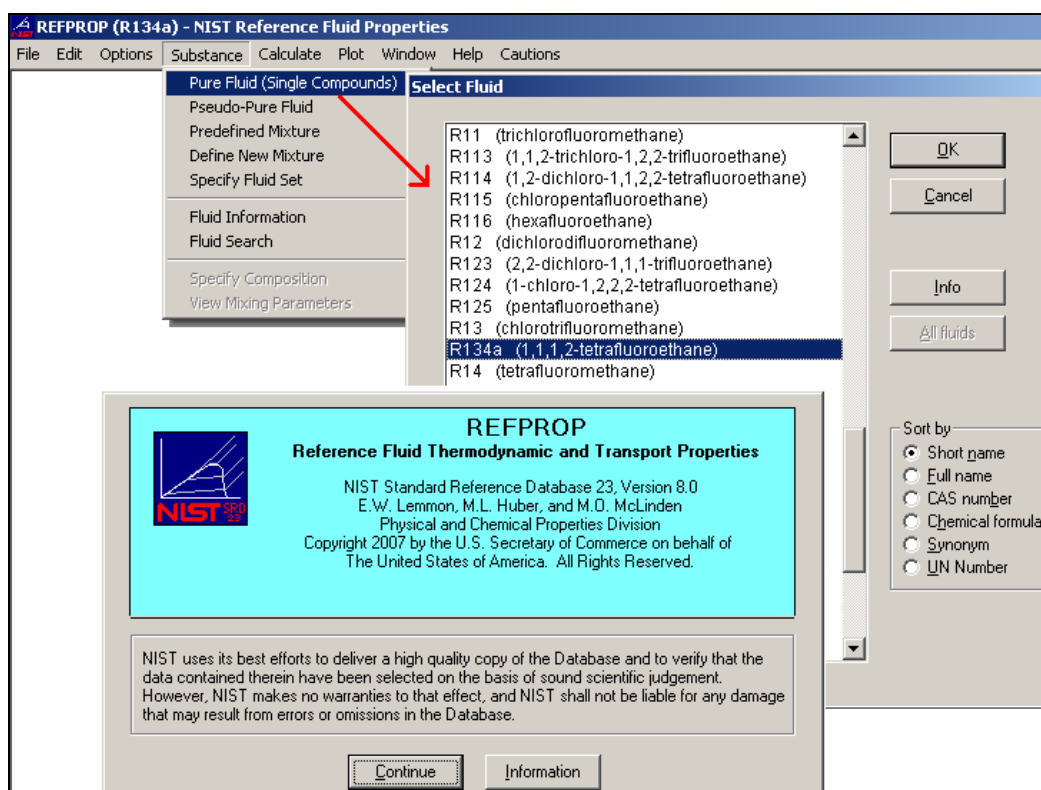 REFPROP (R134a) - NIST Reference Fluid Properties
File Edit Options Substance Calculate Plot Window Help Cautions
Pure Fluid (Single Compounds)
Pseudo-Pure Fluid
Predefined Mixture
Define New Mixture
Specify Fluid Set
Fluid Information
Fluid Search
Specify Composition
View Mixing Parameters
Select Fluid
R11 (trichlorofluoromethane)
R113 (1,1,2-trichloro-1,2,2-trifluoroethane)
R114 (1,2-dichloro-1,1,2,2-tetrafluoroethane)
R115 (chloropentafluoroethane)
R116 (hexafluoroethane)
R12 (dichlorodifluoromethane)
R123 (2,2-dichloro-1,1,1-trifluoroethane)
R124 (1-chloro-1,2,2,2-tetrafluoroethane)
R125 (pentafluoroethane)
R13 (chlorotrifluoromethane)
R134a (1,1,1,2-tetrafluoroethane)
R14 (tetrafluoromethane)
OK
Cancel
Info
All fluids
Sort by
Short name
Full name
CAS number
Chemical formula
Synonym
UN Number
NIST SRD 23
REFPROP
Reference Fluid Thermodynamic and Transport Properties
NIST Standard Reference Database 23, Version 8.0
E.W. Lemmon, M.L. Huber, and M.O. McLinden
Physical and Chemical Properties Division
Copyright 2007 by the U.S. Secretary of Commerce on behalf of
The United States of America. All Rights Reserved.
NIST uses its best efforts to deliver a high quality copy of the Database and to verify that the
data contained therein have been selected on the basis of sound scientific judgement.
However, NIST makes no warranties to that effect, and NIST shall not be liable for any damage
that may result from errors or omissions in the Database.
Continue
Information